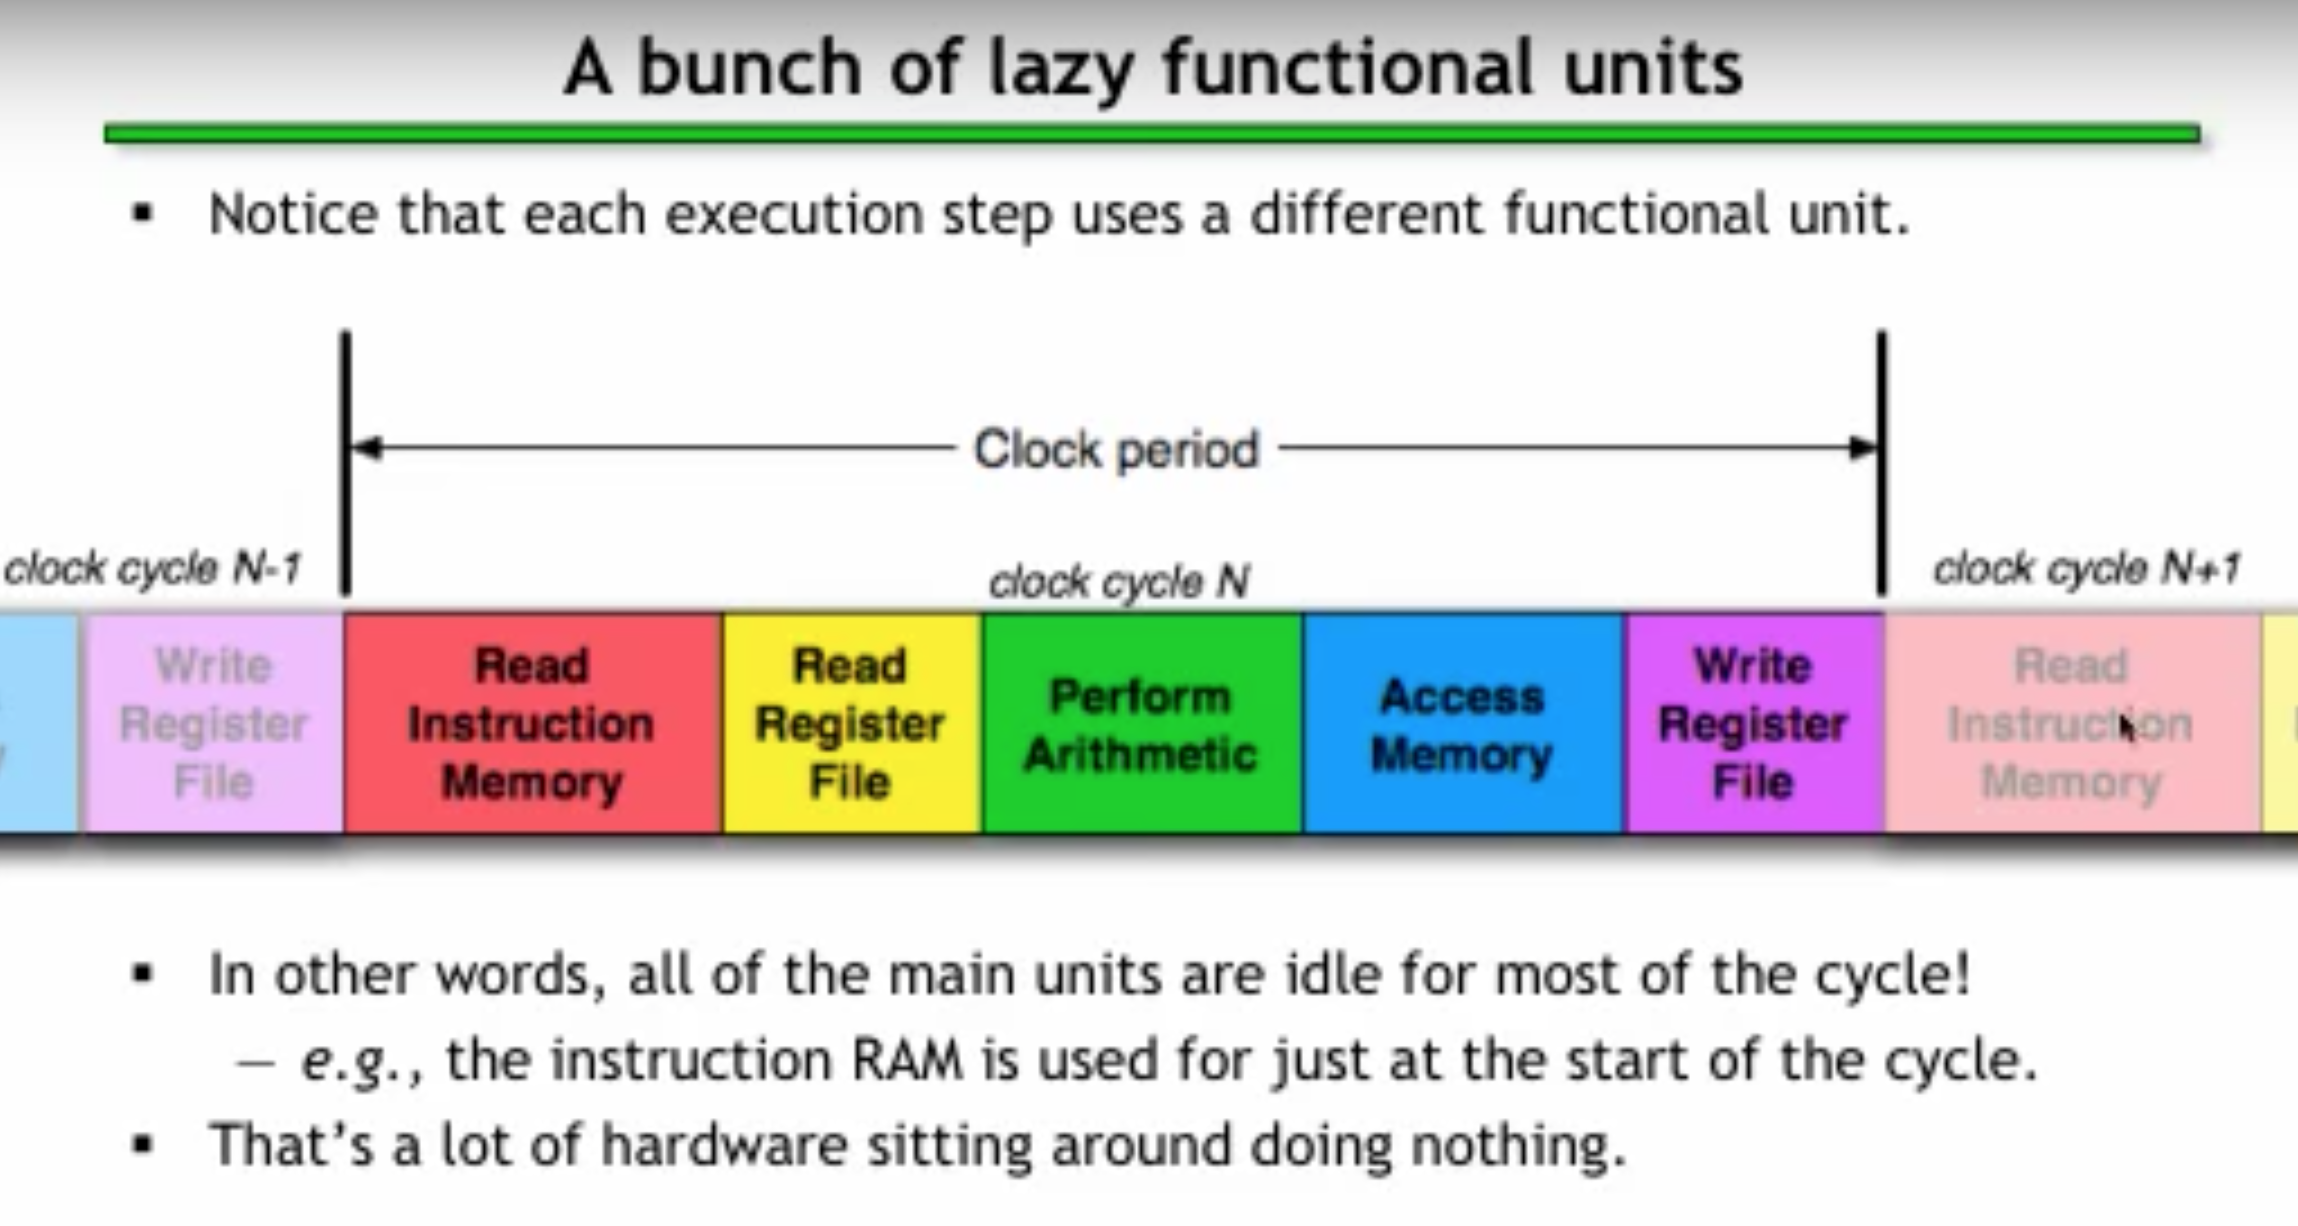 A bunch of lazy functional units
▪ Notice that each execution step uses a different functional unit.
Clock period
clock cycle N-1
clock cycle N
clock cycle N+1
Write
Register
File
Read
Instruction
Memory
Read
Register
File
Perform
Arithmetic
Access
Memory
Write
Register
File
Read
Instruction
Memory
▪ In other words, all of the main units are idle for most of the cycle!
— e.g., the instruction RAM is used for just at the start of the cycle.
▪ That's a lot of hardware sitting around doing nothing.